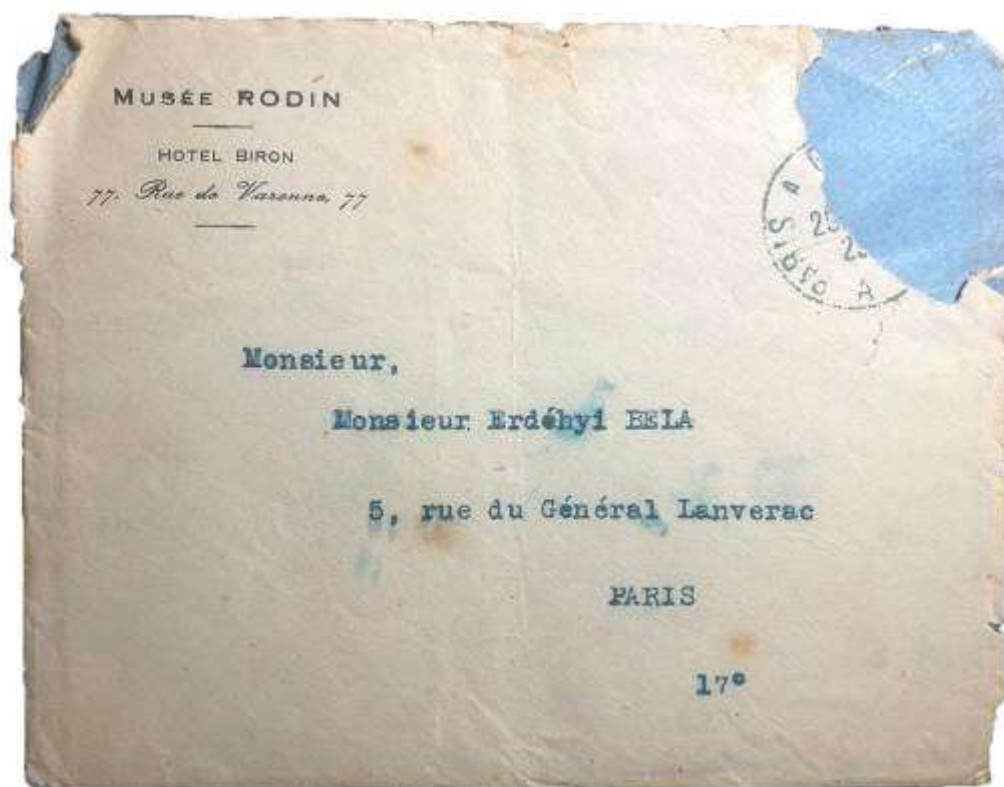 MUSÉE RODIN
HOTEL BIRON
77, Rue de Varenne, 77
Monsieur,
Monsieur Erdéhyi BELA
5, rue du Général Lanverac
PARIS
17e